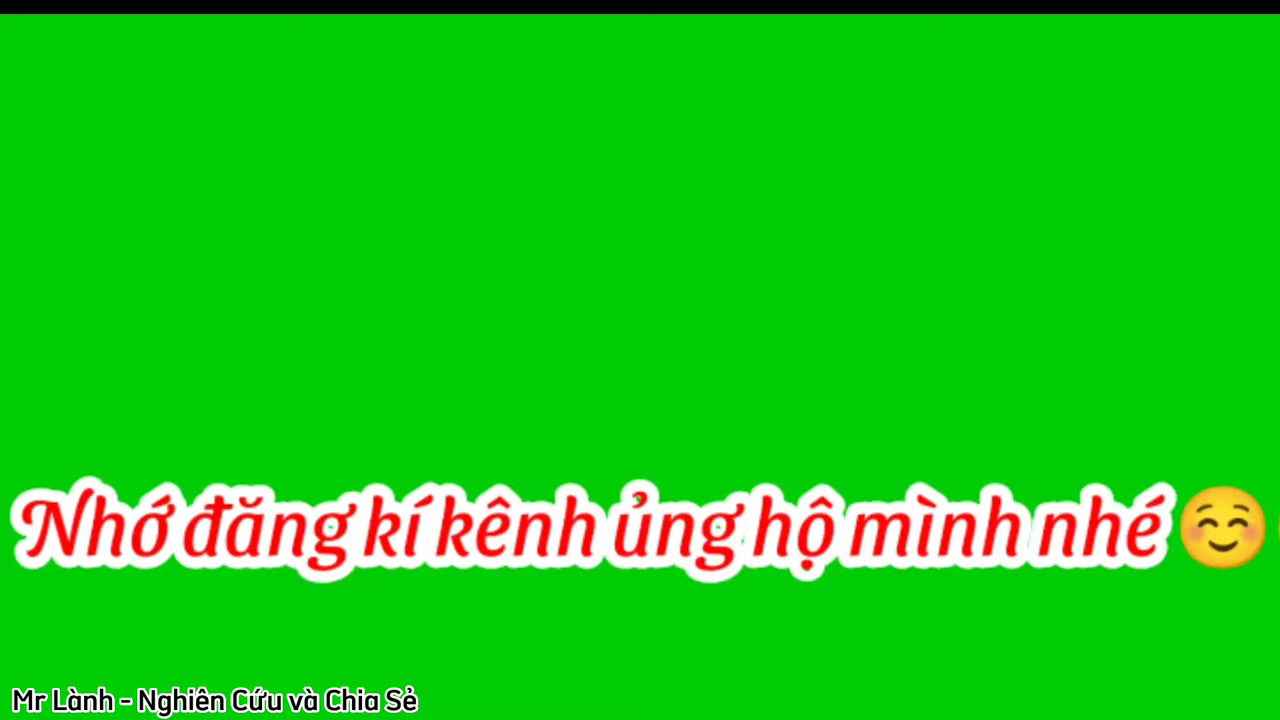 Nhớ đăng kí kênh ủng hộ mình nhé ☺️
Mr Lành - Nghiên Cứu và Chia Sẻ